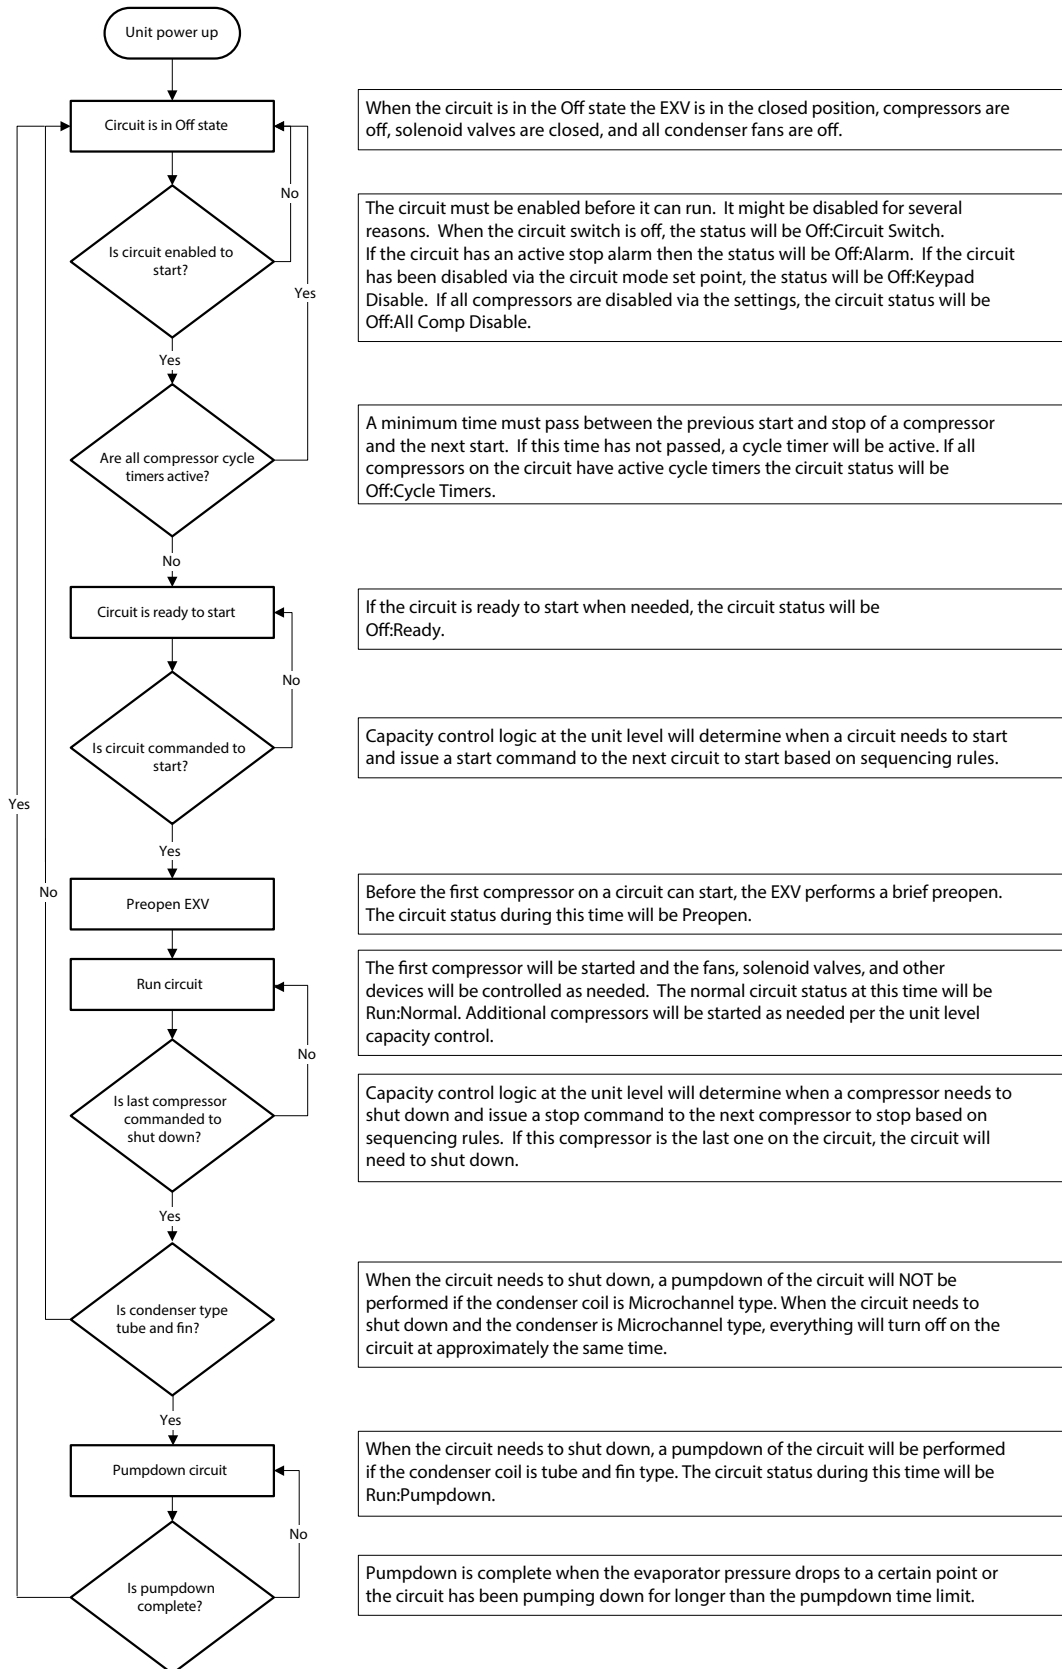 Unit power up
Circuit is in Off state
When the circuit is in the Off state the EXV is in the closed position, compressors are
off, solenoid valves are closed, and all condenser fans are off.
No
Is circuit enabled to
start?
The circuit must be enabled before it can run.  It might be disabled for several
reasons.  When the circuit switch is off, the status will be Off:Circuit Switch.
If the circuit has an active stop alarm then the status will be Off:Alarm.  If the circuit
has been disabled via the circuit mode set point, the status will be Off:Keypad
Disable.  If all compressors are disabled via the settings, the circuit status will be
Off:All Comp Disable.
Yes
Yes
Are all compressor cycle
timers active?
A minimum time must pass between the previous start and stop of a compressor
and the next start.  If this time has not passed, a cycle timer will be active. If all
compressors on the circuit have active cycle timers the circuit status will be
Off:Cycle Timers.
No
Circuit is ready to start
If the circuit is ready to start when needed, the circuit status will be
Off:Ready.
No
Is circuit commanded to
start?
Capacity control logic at the unit level will determine when a circuit needs to start
and issue a start command to the next circuit to start based on sequencing rules.
Yes
Yes
No
Preopen EXV
Before the first compressor on a circuit can start, the EXV performs a brief preopen.
The circuit status during this time will be Preopen.
Run circuit
The first compressor will be started and the fans, solenoid valves, and other
devices will be controlled as needed.  The normal circuit status at this time will be
Run:Normal. Additional compressors will be started as needed per the unit level
capacity control.
No
Is last compressor
commanded to
shut down?
Capacity control logic at the unit level will determine when a compressor needs to
shut down and issue a stop command to the next compressor to stop based on
sequencing rules.  If this compressor is the last one on the circuit, the circuit will
need to shut down.
Yes
Is condenser type
tube and fin?
When the circuit needs to shut down, a pumpdown of the circuit will NOT be
performed if the condenser coil is Microchannel type. When the circuit needs to
shut down and the condenser is Microchannel type, everything will turn off on the
circuit at approximately the same time.
Yes
Pumpdown circuit
When the circuit needs to shut down, a pumpdown of the circuit will be performed
if the condenser coil is tube and fin type. The circuit status during this time will be
Run:Pumpdown.
No
Is pumpdown
complete?
Pumpdown is complete when the evaporator pressure drops to a certain point or
the circuit has been pumping down for longer than the pumpdown time limit.